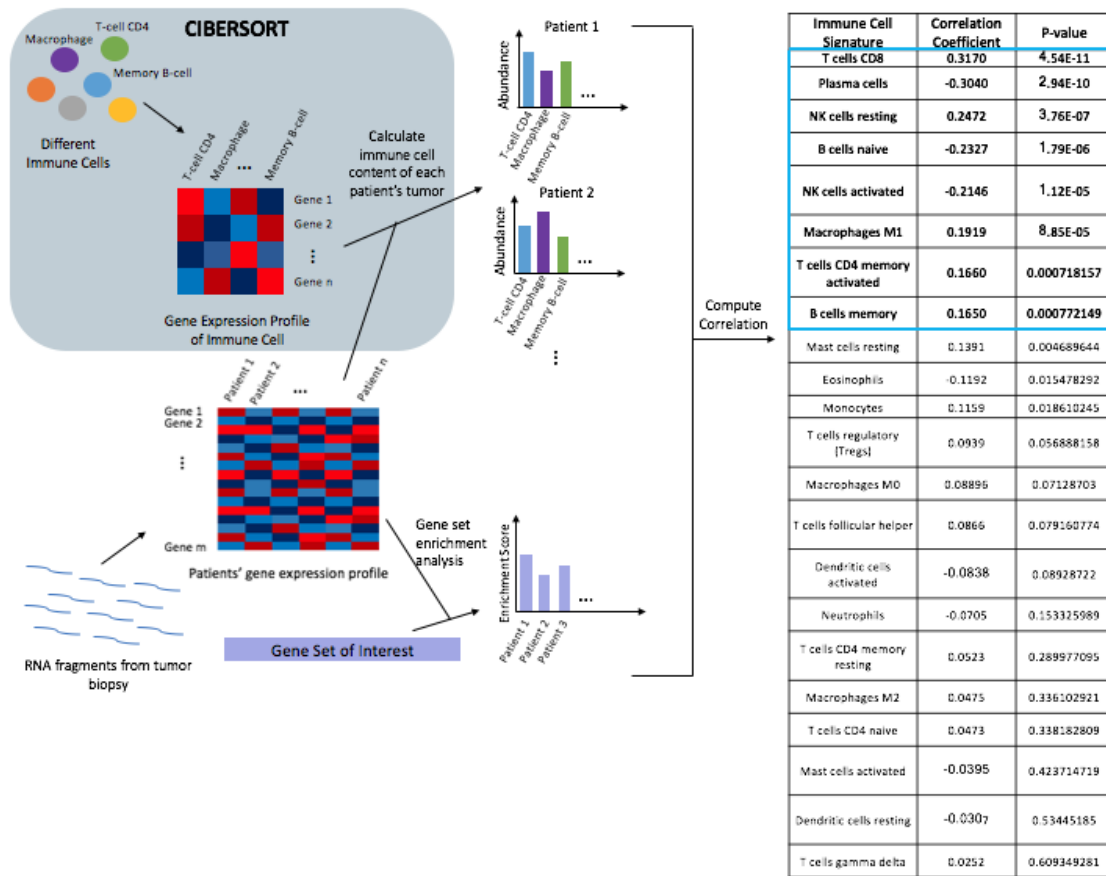 CIBERSORT
T-cell CD4
Macrophage
Memory B-cell
Different
Immune Cells
T-cell CD4
Macrophage
...
Memory B-cell
Gene 1
Gene 2
...
Gene n
Gene Expression Profile
of Immune Cell
Calculate
immune cell
content of each
patient's tumor
Patient 1
Abundance
...
T-cell CD4
Macrophage
Memory B-cell
Patient 2
Abundance
...
T-cell CD4
Macrophage
Memory B-cell
...
Patient 1
Patient 2
...
Patient n
Gene 1
Gene 2
...
Gene m
Patients' gene expression profile
RNA fragments from tumor
biopsy
Gene set
enrichment
analysis
Gene Set of Interest
Enrichment Score
...
Patient 1
Patient 2
Patient 3
Compute
Correlation
Immune Cell Signature | Correlation Coefficient | P-value
T cells CD8 0.3170 4.54E-11
Plasma cells -0.3040 2.94E-10
NK cells resting 0.2472 3.76E-07
B cells naive -0.2327 1.79E-06
NK cells activated -0.2146 1.12E-05
Macrophages M1 0.1919 8.85E-05
T cells CD4 memory activated 0.1660 0.000718157
B cells memory 0.1650 0.000772149
Mast cells resting 0.1391 0.004689644
Eosinophils -0.1192 0.015478292
Monocytes 0.1159 0.018610245
T cells regulatory (Tregs) 0.0939 0.056888158
Macrophages M0 0.08896 0.07128703
T cells follicular helper 0.0866 0.079160774
Dendritic cells activated -0.0838 0.08928722
Neutrophils -0.0705 0.153325989
T cells CD4 memory resting 0.0523 0.289977095
Macrophages M2 0.0475 0.336102921
T cells CD4 naive 0.0473 0.338182809
Mast cells activated -0.0395 0.423714719
Dendritic cells resting -0.0307 0.53445185
T cells gamma delta 0.0252 0.609349281